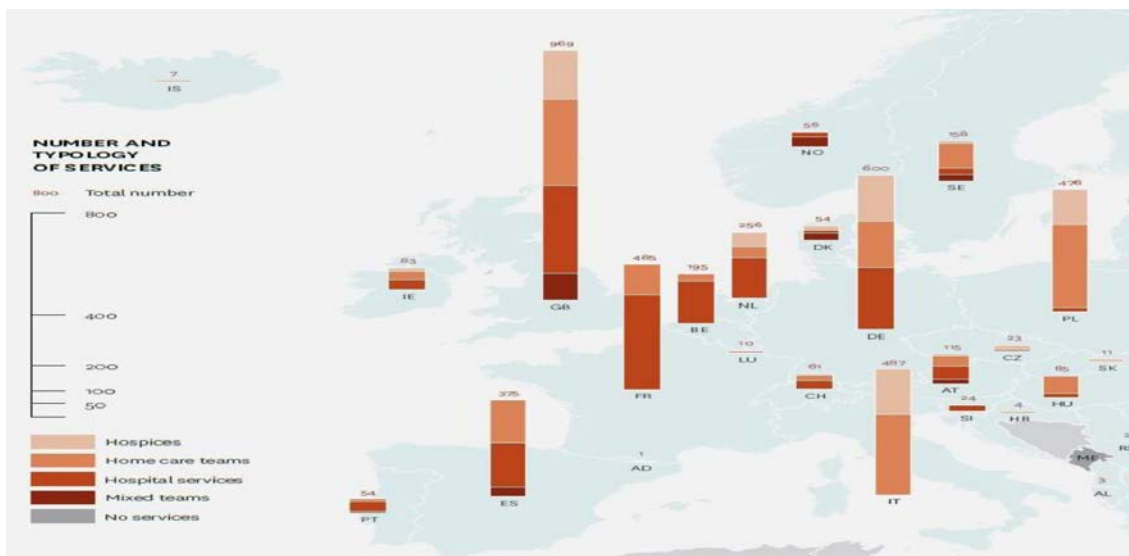 7
IS
969
GB
NUMBER AND
TYPOLOGY
OF SERVICES
800 Total number
800
400
200
100
50
Hospices
Home care teams
Hospital services
Mixed teams
No services
56
NO
158
SE
600
DE
PL
54
DK
256
NL
83
IE
485
FR
195
BE
10
LU
61
CH
115
AT
23
CZ
11
SK
85
HU
487
IT
24
SI
4
HR
375
ES
1
AD
54
PT
ME
3
AL